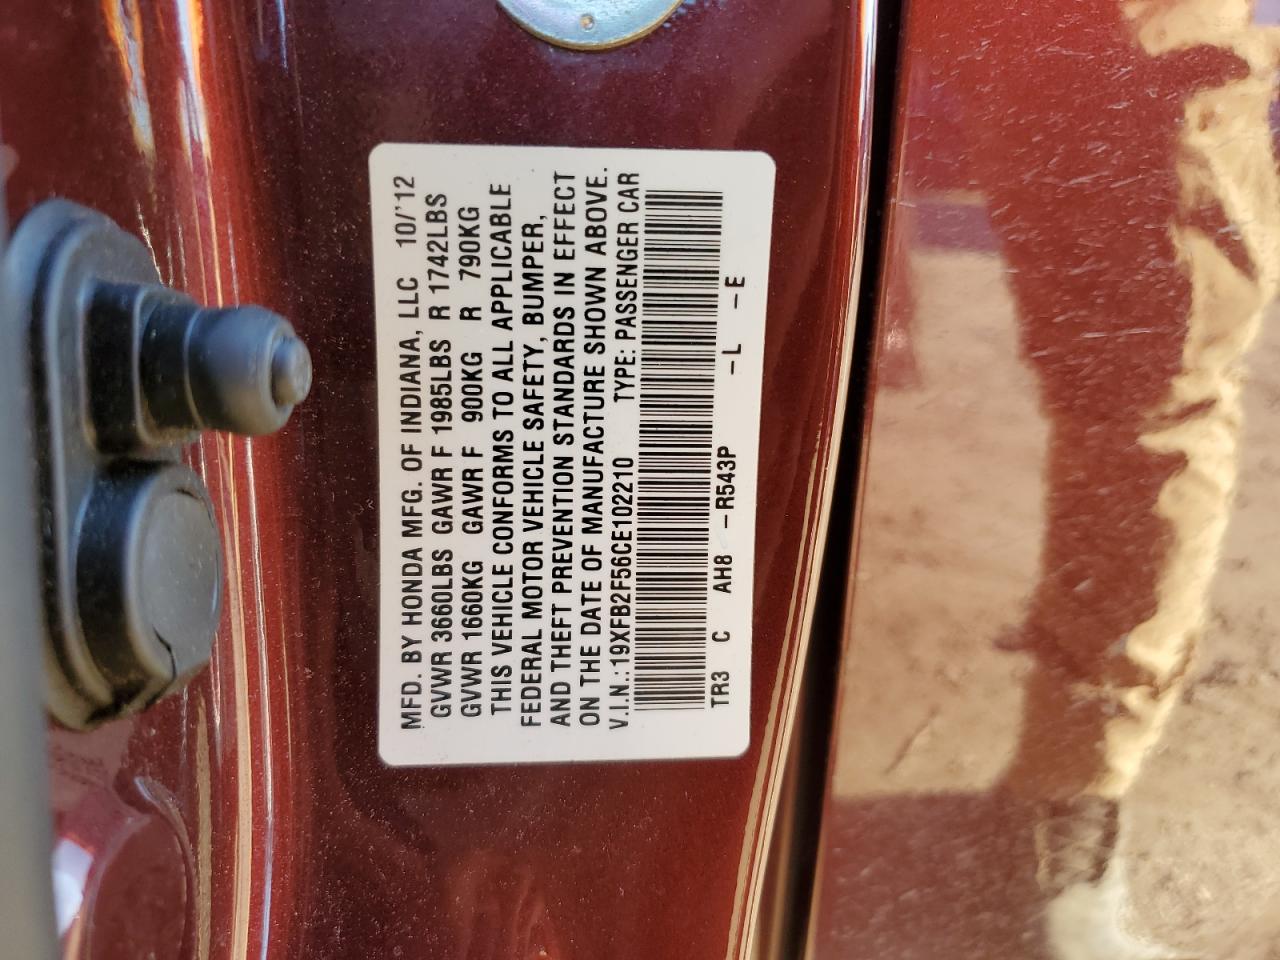 MFD. BY HONDA MFG. OF INDIANA, LLC 10/'12
GVWR 3660LBS GAWR F 1985LBS R 1742LBS
GVWR 1660KG GAWR F 900KG R 790KG
THIS VEHICLE CONFORMS TO ALL APPLICABLE
FEDERAL MOTOR VEHICLE SAFETY, BUMPER,
AND THEFT PREVENTION STANDARDS IN EFFECT
ON THE DATE OF MANUFACTURE SHOWN ABOVE.
V.I.N.: 19XFB2F56CE102210 TYPE: PASSENGER CAR
TR3 C AH8 -R543P -L -E